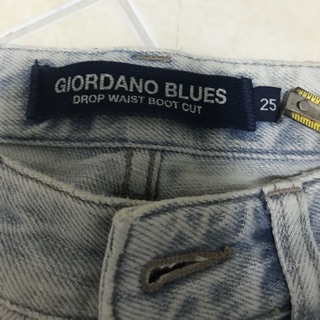 GIORDANO BLUES
DROP WAIST BOOT CUT
25